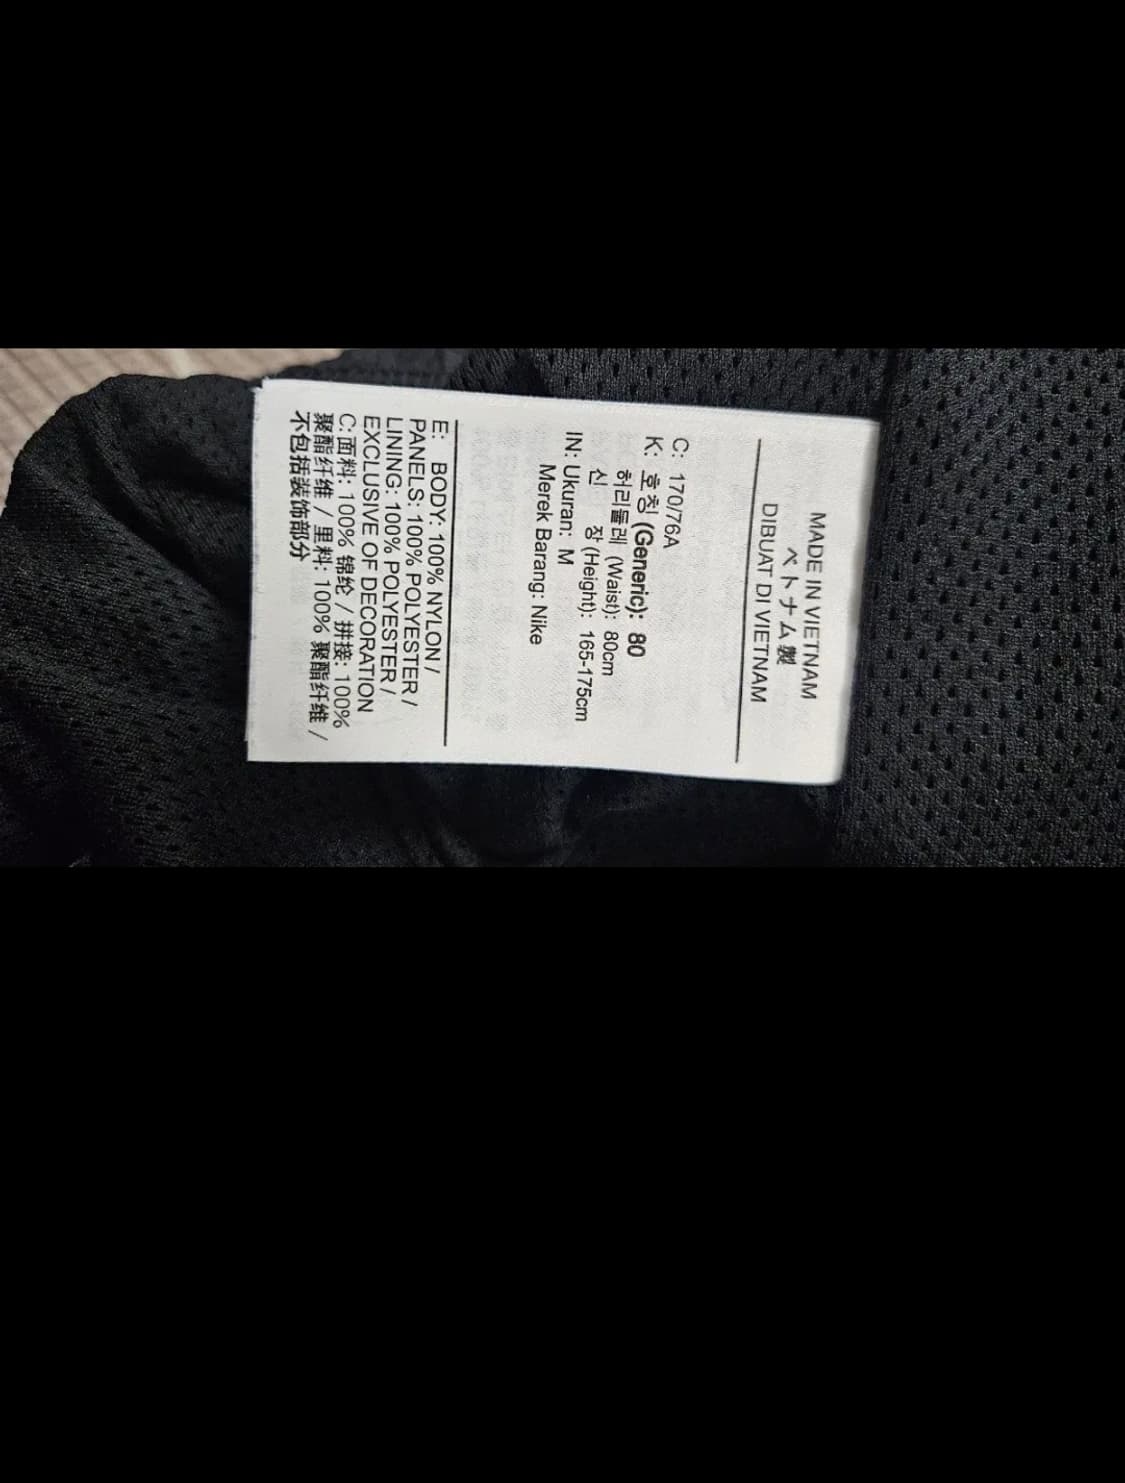 MADE IN VIETNAM
ベトナム製
DIBUAT DI VIETNAM
C: 170/76A
K: 호칭 (Generic): 80
허리둘레 (Waist): 80cm
신 장 (Height): 165-175cm
IN: Ukuran: M
Merek Barang: Nike
E: BODY: 100% NYLON /
PANELS: 100% POLYESTER /
LINING: 100% POLYESTER /
EXCLUSIVE OF DECORATION
C:面料: 100% 锦纶 / 拼接: 100%
聚酯纤维 / 里料: 100% 聚酯纤维 /
不包括装饰部分